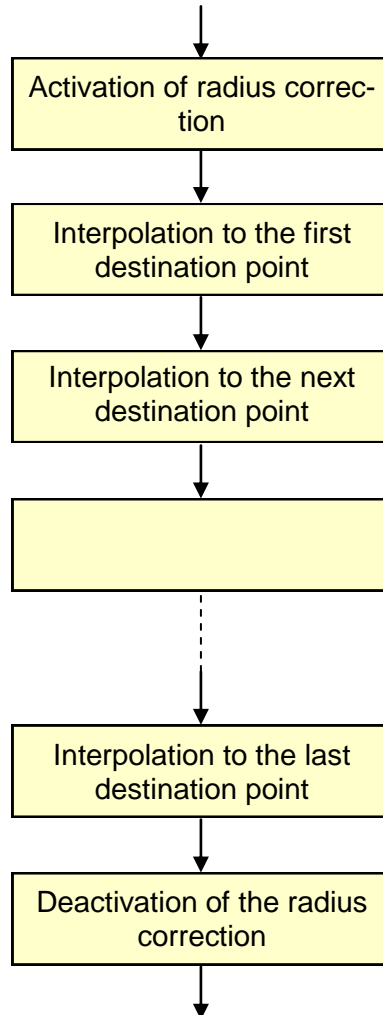 Activation of radius correc-
tion
Interpolation to the first
destination point
Interpolation to the next
destination point
Interpolation to the last
destination point
Deactivation of the radius
correction